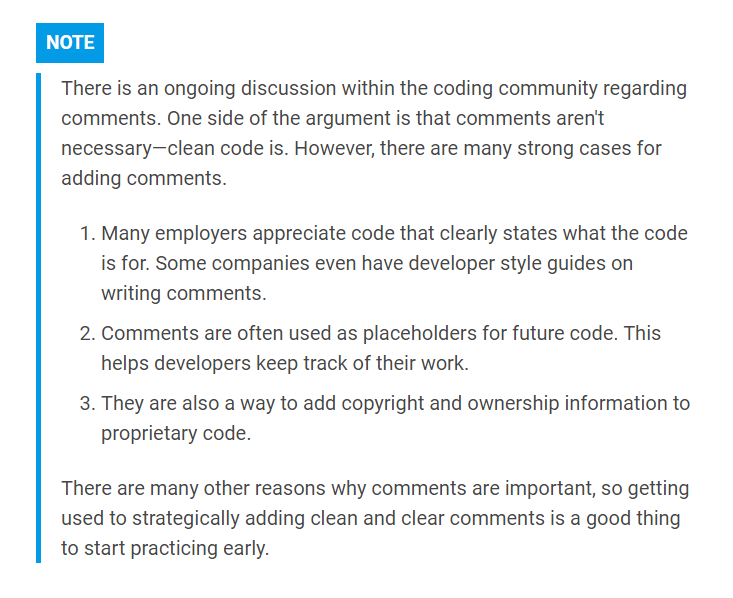 NOTE
There is an ongoing discussion within the coding community regarding
comments. One side of the argument is that comments aren't
necessary—clean code is. However, there are many strong cases for
adding comments.
1. Many employers appreciate code that clearly states what the code
is for. Some companies even have developer style guides on
writing comments.
2. Comments are often used as placeholders for future code. This
helps developers keep track of their work.
3. They are also a way to add copyright and ownership information to
proprietary code.
There are many other reasons why comments are important, so getting
used to strategically adding clean and clear comments is a good thing
to start practicing early.